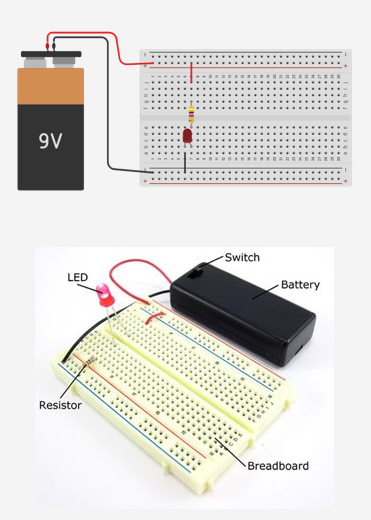 9V
Switch
LED
Battery
Resistor
Breadboard